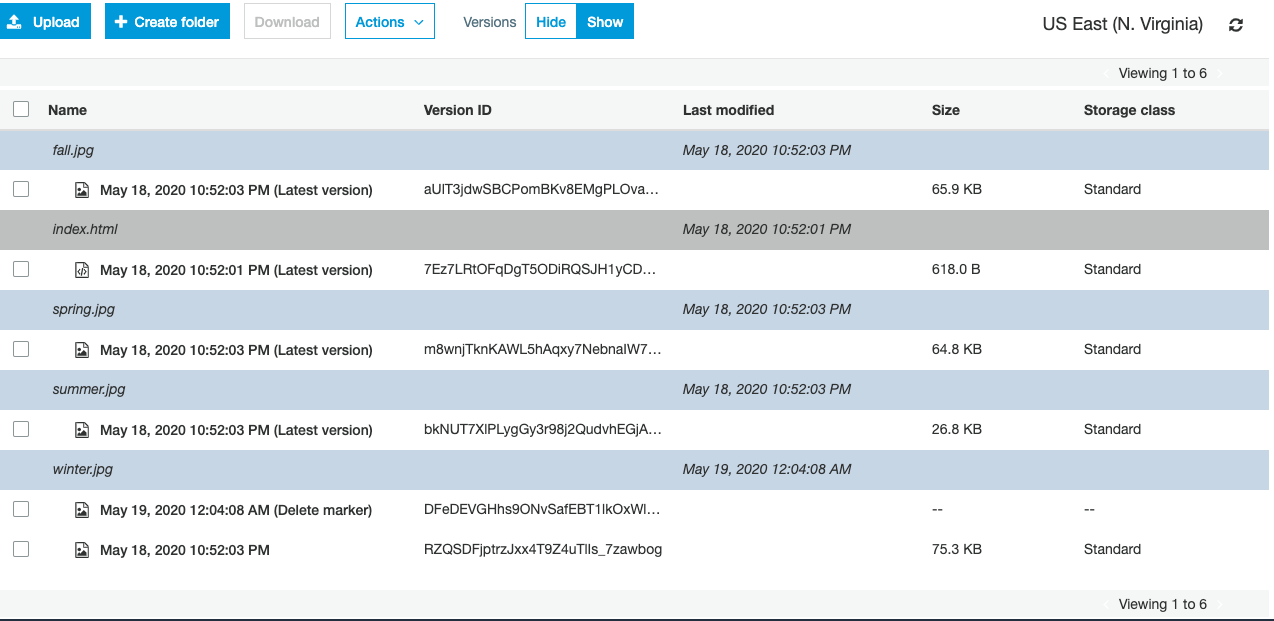 Upload Create folder Download Actions Versions Hide Show US East (N. Virginia)
Viewing 1 to 6
Name Version ID Last modified Size Storage class
fall.jpg May 18, 2020 10:52:03 PM
May 18, 2020 10:52:03 PM (Latest version) aUlT3jdwSBCPomBKv8EMgPLOva... 65.9 KB Standard
index.html May 18, 2020 10:52:01 PM
May 18, 2020 10:52:01 PM (Latest version) 7Ez7LRtOFqDgT5ODiRQSJH1yCD... 618.0 B Standard
spring.jpg May 18, 2020 10:52:03 PM
May 18, 2020 10:52:03 PM (Latest version) m8wnjTknKAWL5hAqxy7NebnaIW7... 64.8 KB Standard
summer.jpg May 18, 2020 10:52:03 PM
May 18, 2020 10:52:03 PM (Latest version) bkNUT7XlPLygGy3r98j2QudvhEGjA... 26.8 KB Standard
winter.jpg May 19, 2020 12:04:08 AM
May 19, 2020 12:04:08 AM (Delete marker) DFeDEVGHhs9ONvSafEBT1lkOxWl... -- --
May 18, 2020 10:52:03 PM RZQSDFjptrzJxx4T9Z4uTlIs_7zawbog 75.3 KB Standard
Viewing 1 to 6